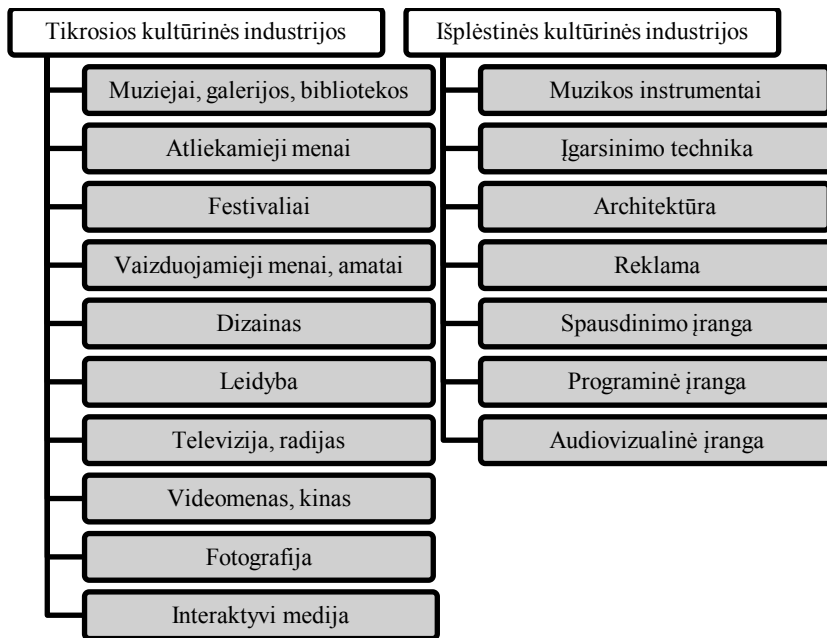 Tikrosios kultūrinės industrijos
Muziejai, galerijos, bibliotekos
Atliekamieji menai
Festivaliai
Vaizduojamieji menai, amatai
Dizainas
Leidyba
Televizija, radijas
Videomenas, kinas
Fotografija
Interaktyvi medija
Išplėstinės kultūrinės industrijos
Muzikos instrumentai
Įgarsinimo technika
Architektūra
Reklama
Spausdinimo įranga
Programinė įranga
Audiovizualinė įranga